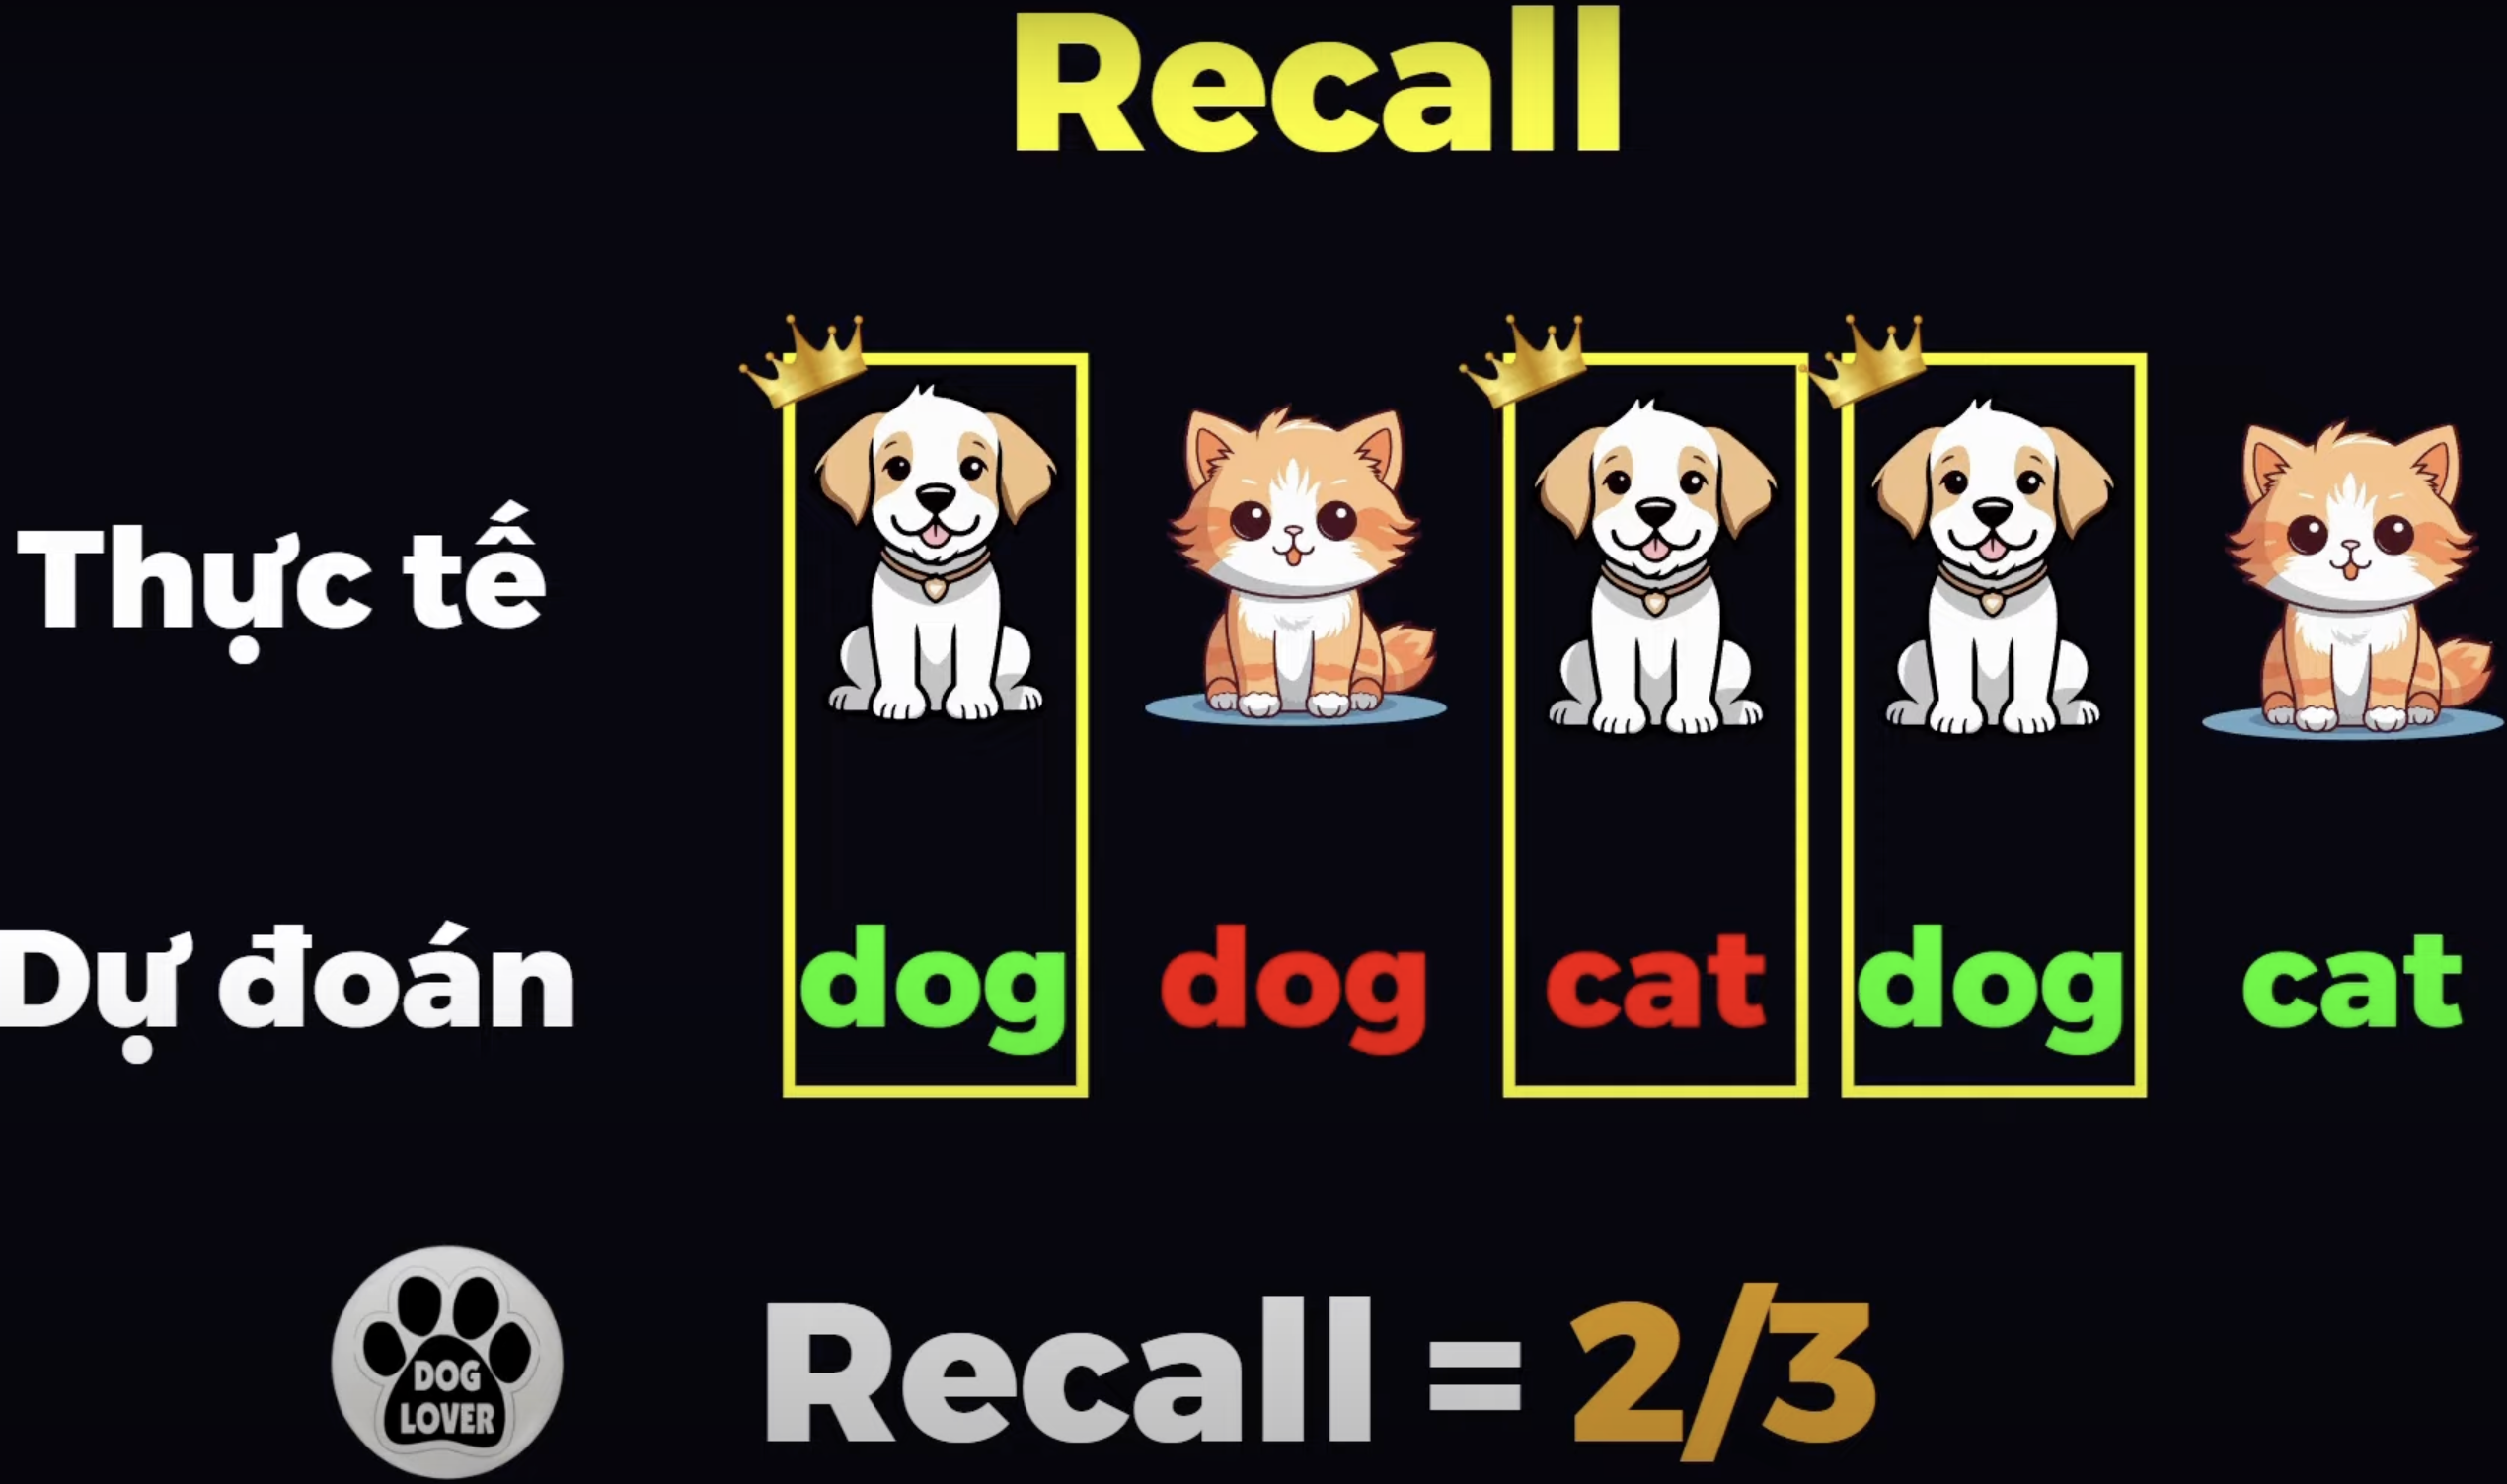 Recall
Thực tế
Dự đoán
dog dog cat dog cat
DOG
LOVER
Recall = 2/3